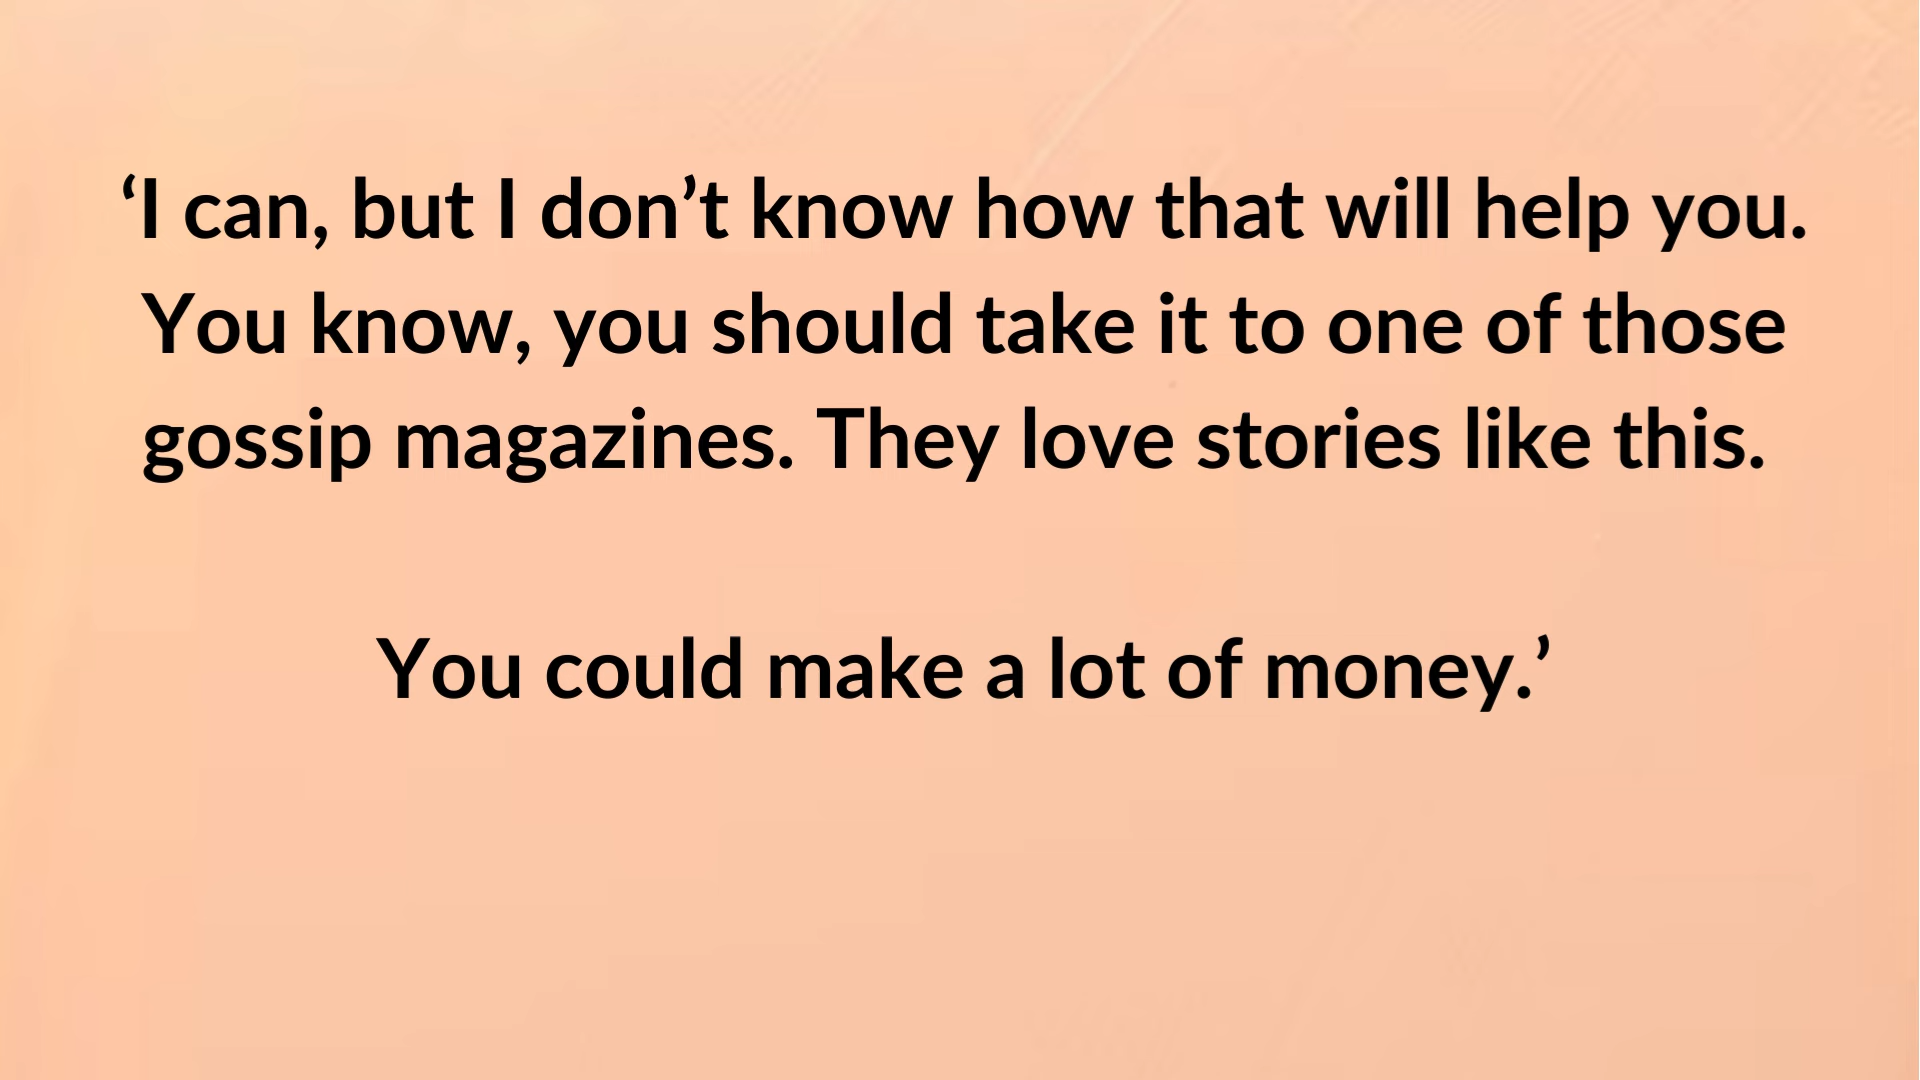 ‘I can, but I don’t know how that will help you.
You know, you should take it to one of those
gossip magazines. They love stories like this.
You could make a lot of money.’